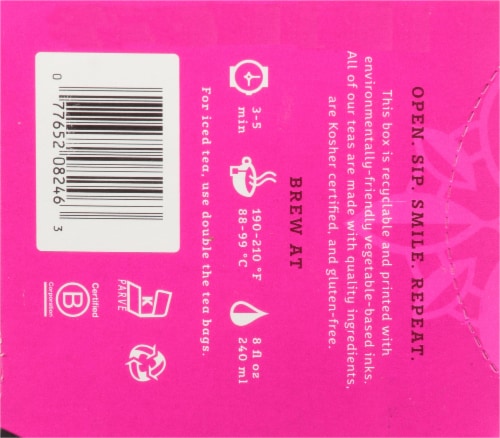 OPEN. SIP. SMILE. REPEAT.
This box is recyclable and printed with
environmentally-friendly vegetable-based inks.
All of our teas are made with quality ingredients,
are Kosher certified, and gluten-free.
BREW AT
3-5
min
190-210 °F
88-99 °C
8 fl oz
240 ml
For iced tea, use double the tea bags.
0 77652 08246 3
K
PARVE
Certified
B
Corporation